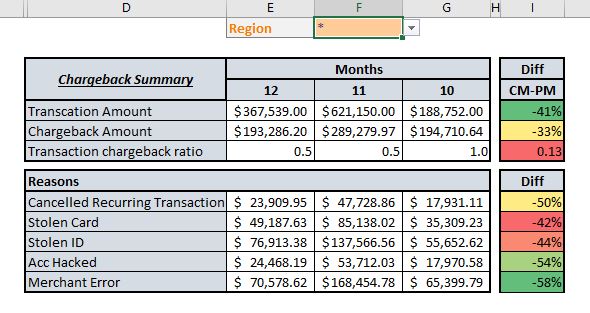 D E F G H I
Region *
Months Diff
Chargeback Summary 12 11 10 CM-PM
Transcation Amount $367,539.00 $621,150.00 $188,752.00 -41%
Chargeback Amount $193,286.20 $289,279.97 $194,710.64 -33%
Transaction chargeback ratio 0.5 0.5 1.0 0.13
Reasons Diff
Cancelled Recurring Transaction $ 23,909.95 $ 47,728.86 $ 17,931.11 -50%
Stolen Card $ 49,187.63 $ 85,138.02 $ 35,309.23 -42%
Stolen ID $ 76,913.38 $137,566.56 $ 55,652.62 -44%
Acc Hacked $ 24,468.19 $ 53,712.03 $ 17,970.58 -54%
Merchant Error $ 70,578.62 $168,454.78 $ 65,399.79 -58%